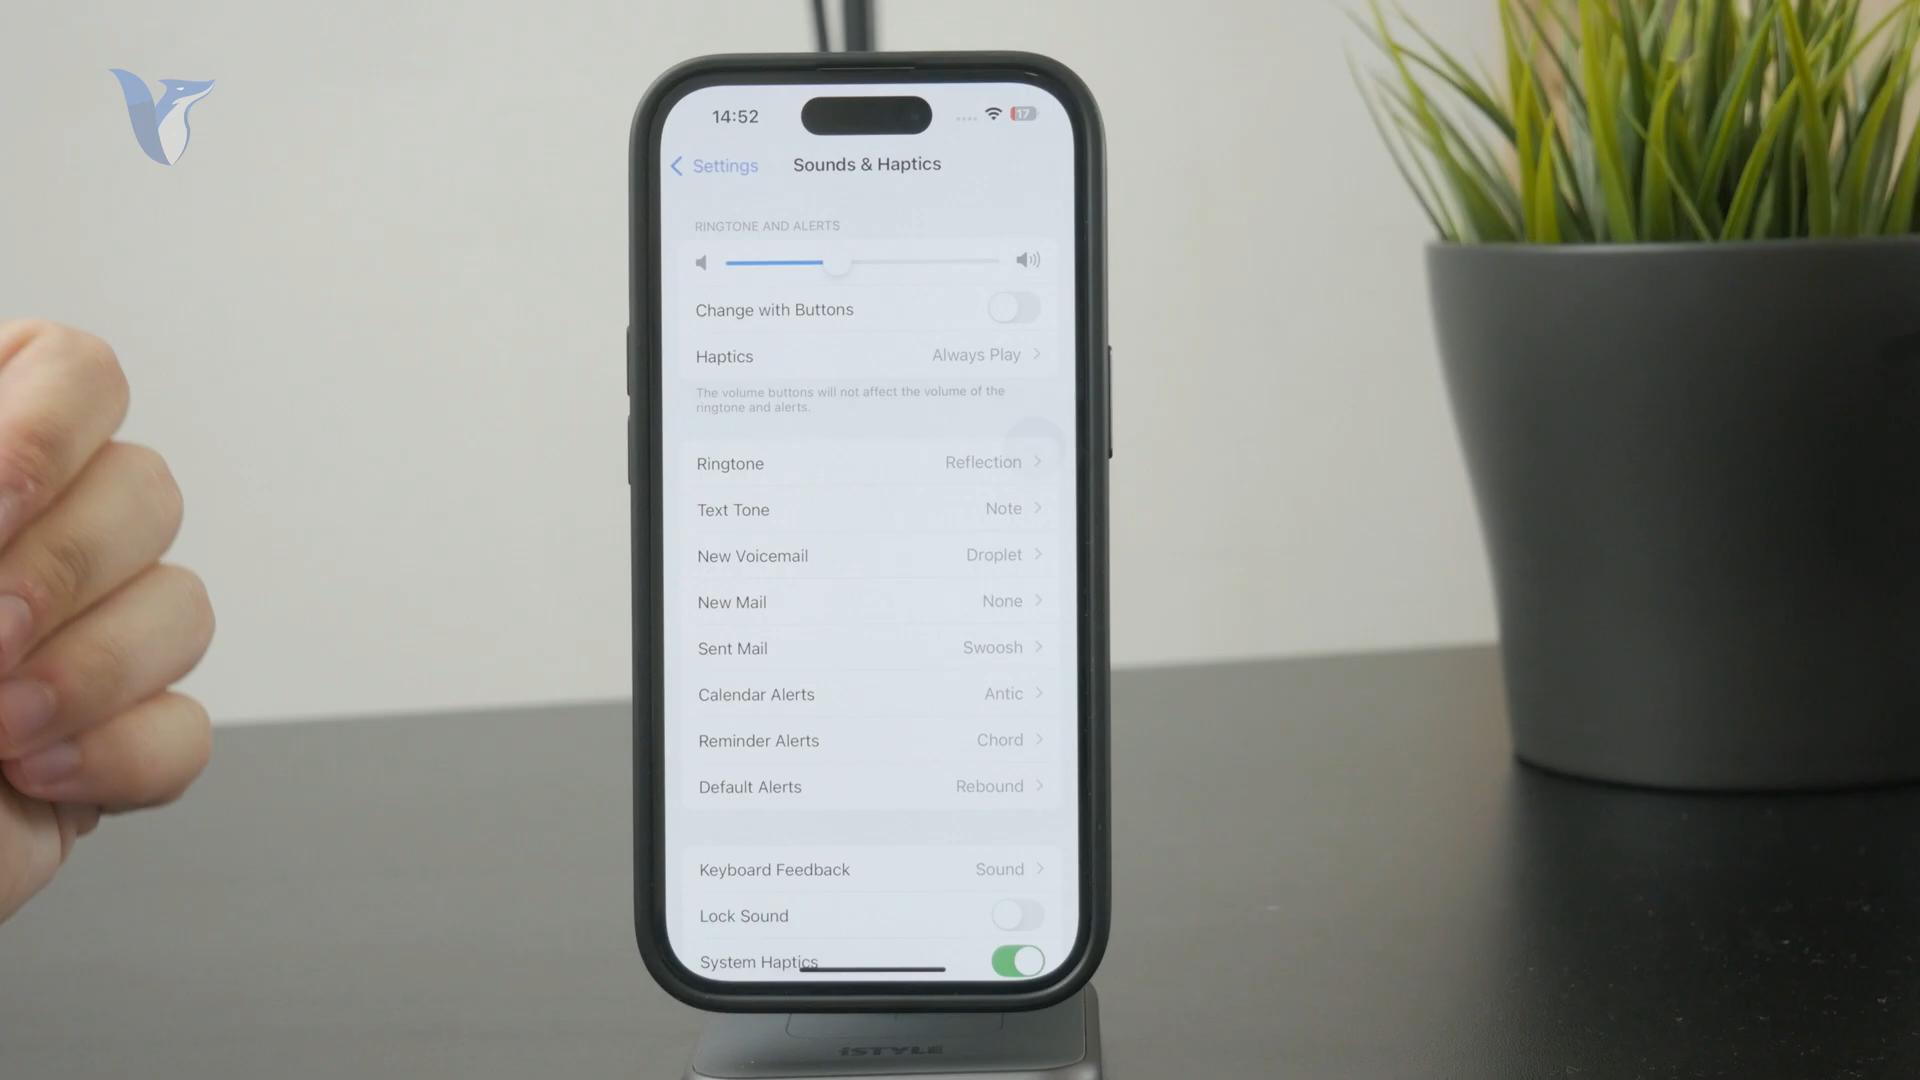 14:52
17
Settings
Sounds & Haptics
RINGTONE AND ALERTS
Change with Buttons
Haptics Always Play
The volume buttons will not affect the volume of the
ringtone and alerts.
Ringtone Reflection
Text Tone Note
New Voicemail Droplet
New Mail None
Sent Mail Swoosh
Calendar Alerts Antic
Reminder Alerts Chord
Default Alerts Rebound
Keyboard Feedback Sound
Lock Sound
System Haptics
iSTYLE